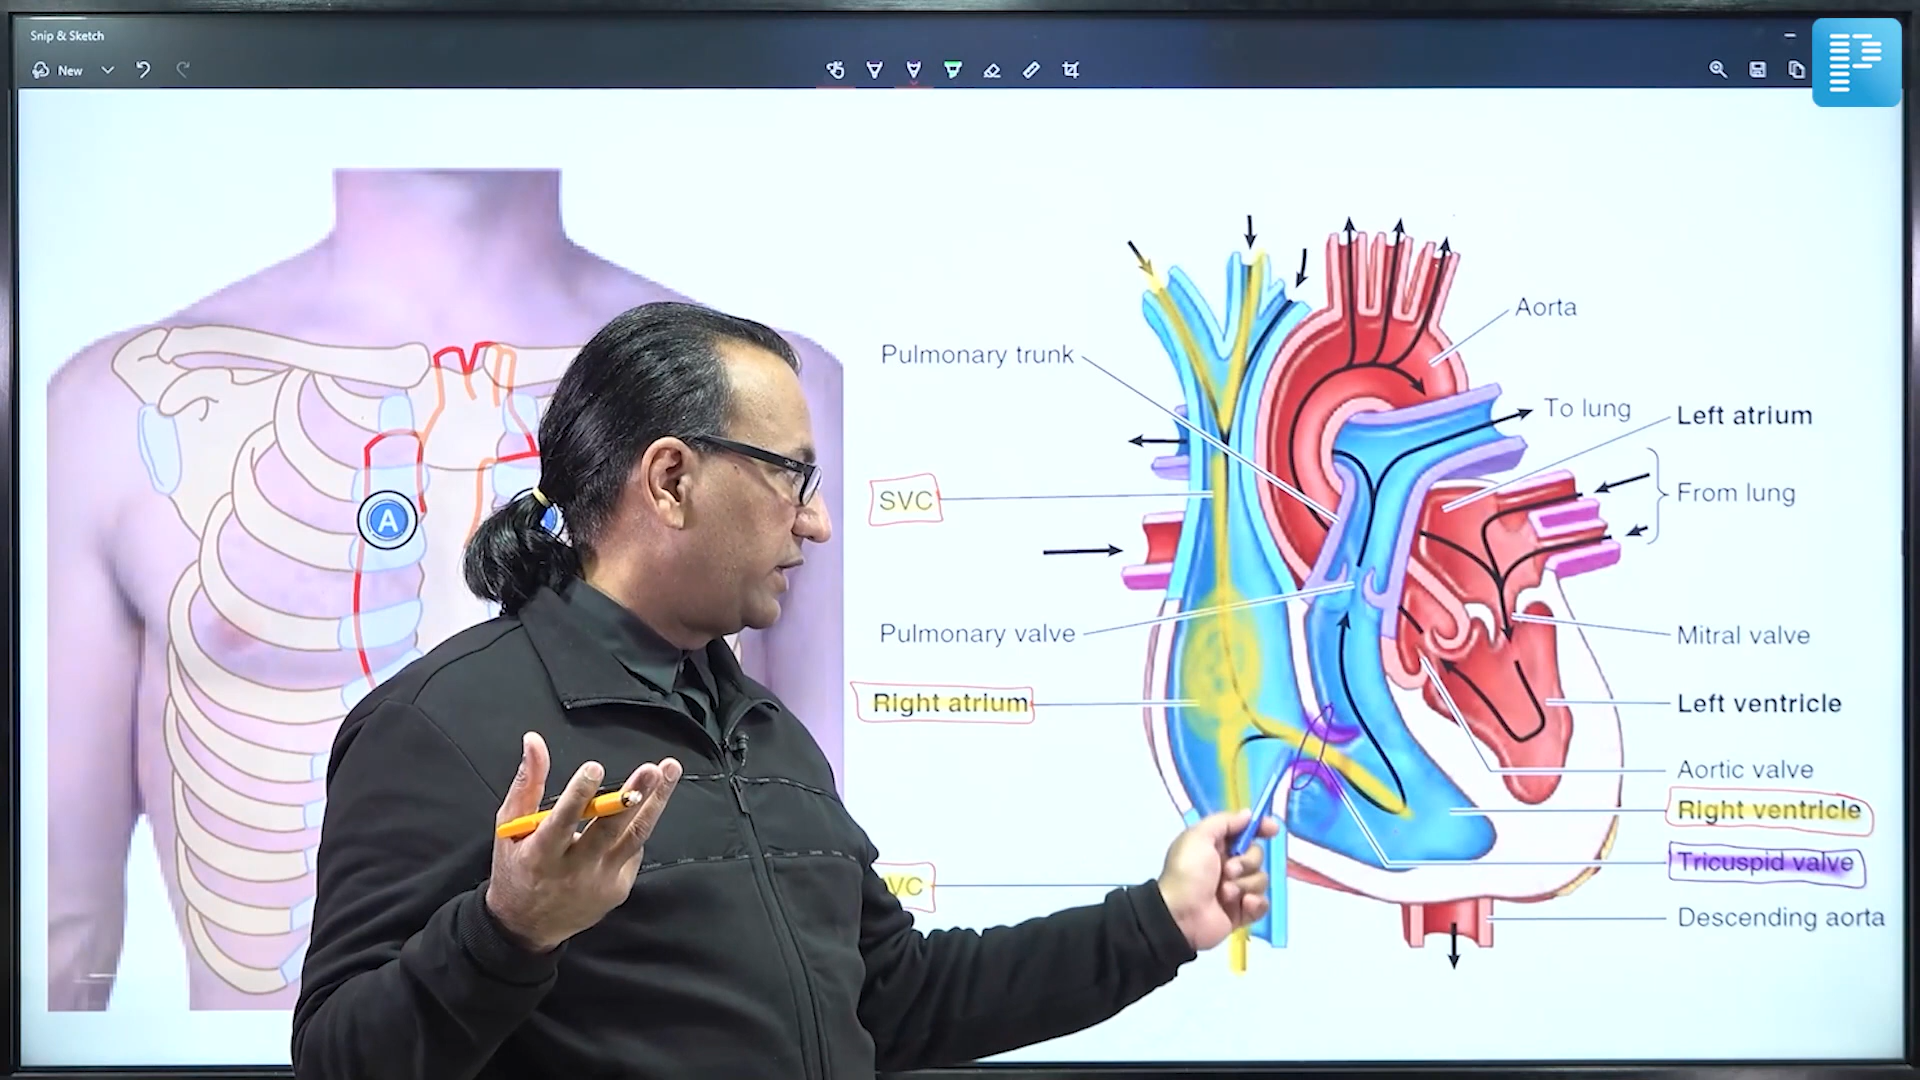 Snip & Sketch
New
A
Pulmonary trunk
SVC
Pulmonary valve
Right atrium
VC
Aorta
To lung
Left atrium
From lung
Mitral valve
Left ventricle
Aortic valve
Right ventricle
Tricuspid valve
Descending aorta